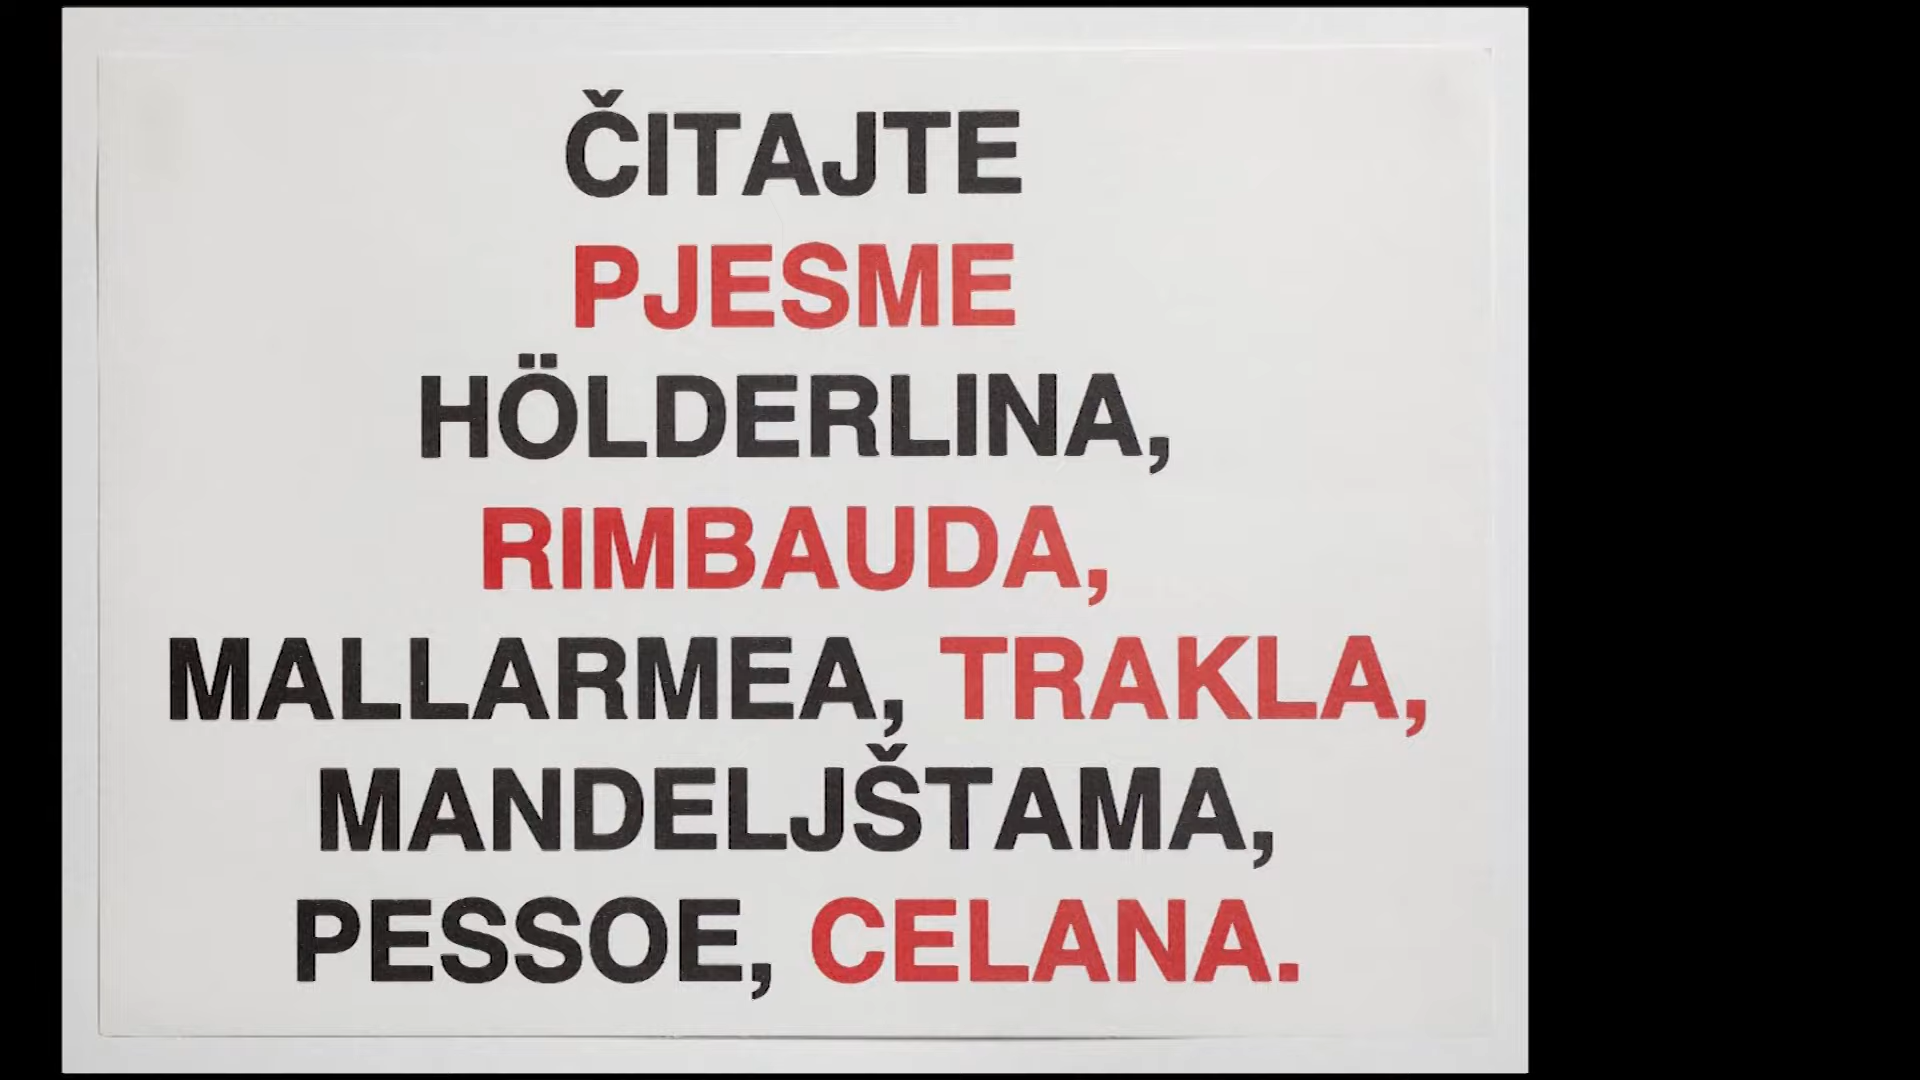 ČITAJTE
PJESME
HÖLDERLINA,
RIMBAUDA,
MALLARMEA, TRAKLA,
MANDELJŠTAMA,
PESSOE, CELANA.